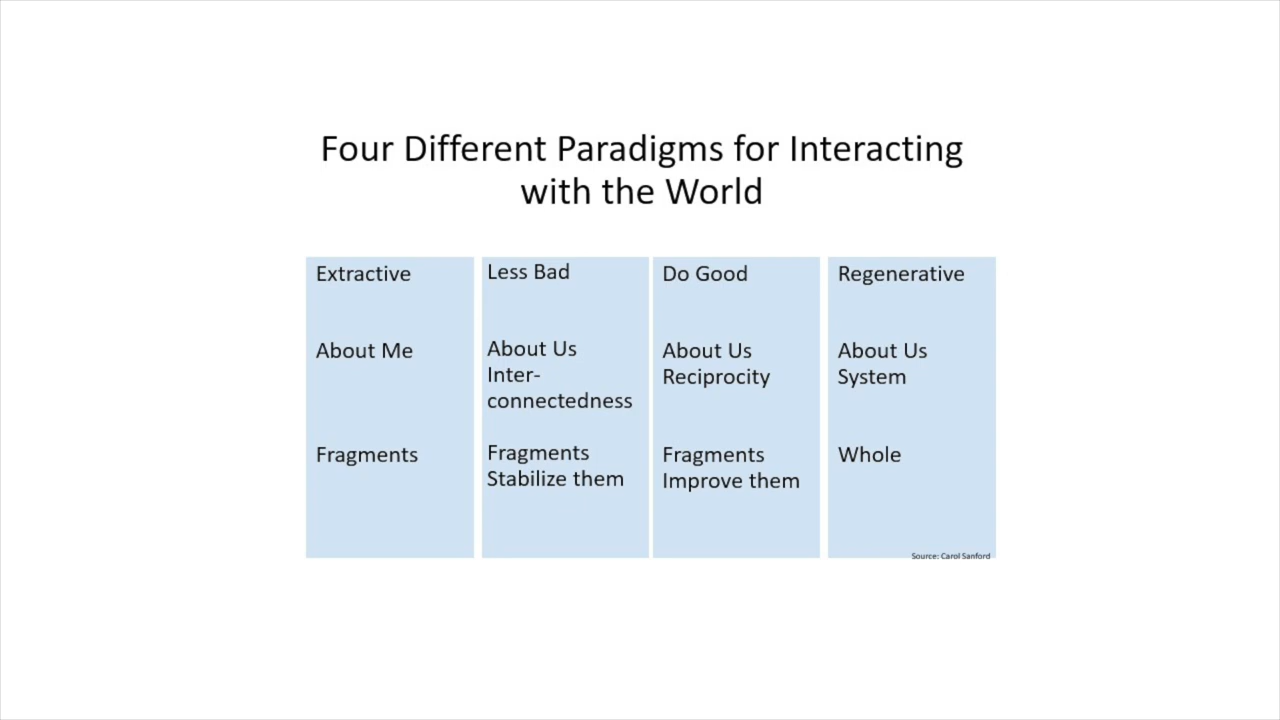 Four Different Paradigms for Interacting
with the World
Extractive
About Me
Fragments
Less Bad
About Us
Inter-
connectedness
Fragments
Stabilize them
Do Good
About Us
Reciprocity
Fragments
Improve them
Regenerative
About Us
System
Whole
Source: Carol Sanford